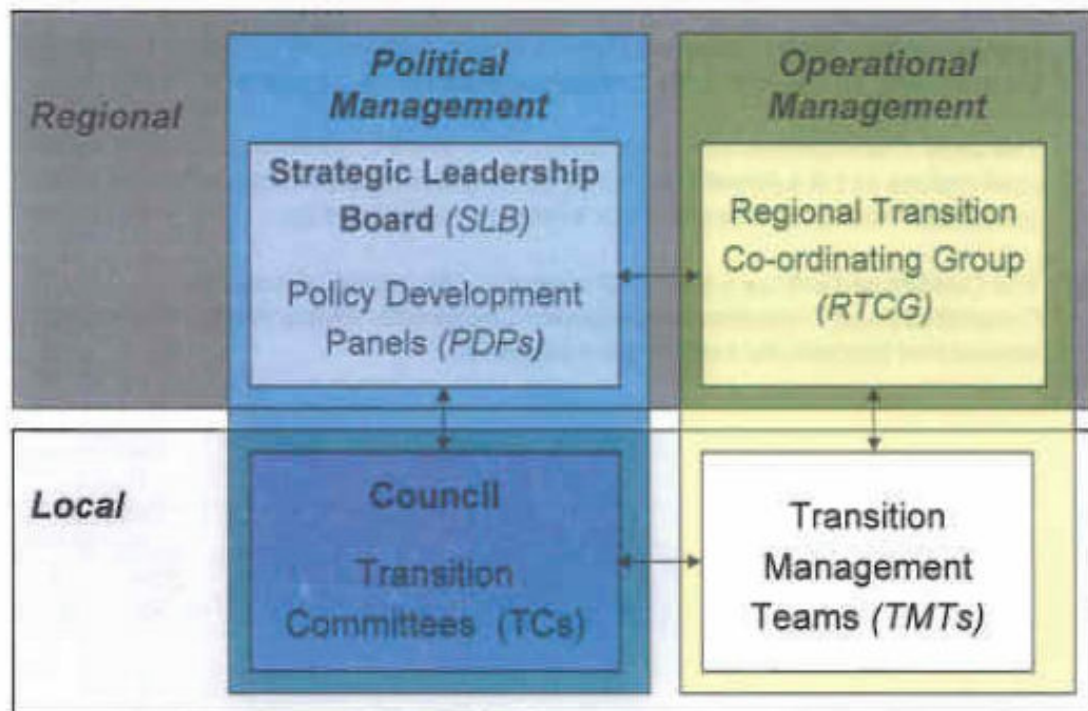 Regional
Political
Management
Strategic Leadership
Board (SLB)
Policy Development
Panels (PDPs)
Operational
Management
Regional Transition
Co-ordinating Group
(RTCG)
Local
Council
Transition
Committees (TCs)
Transition
Management
Teams (TMTs)